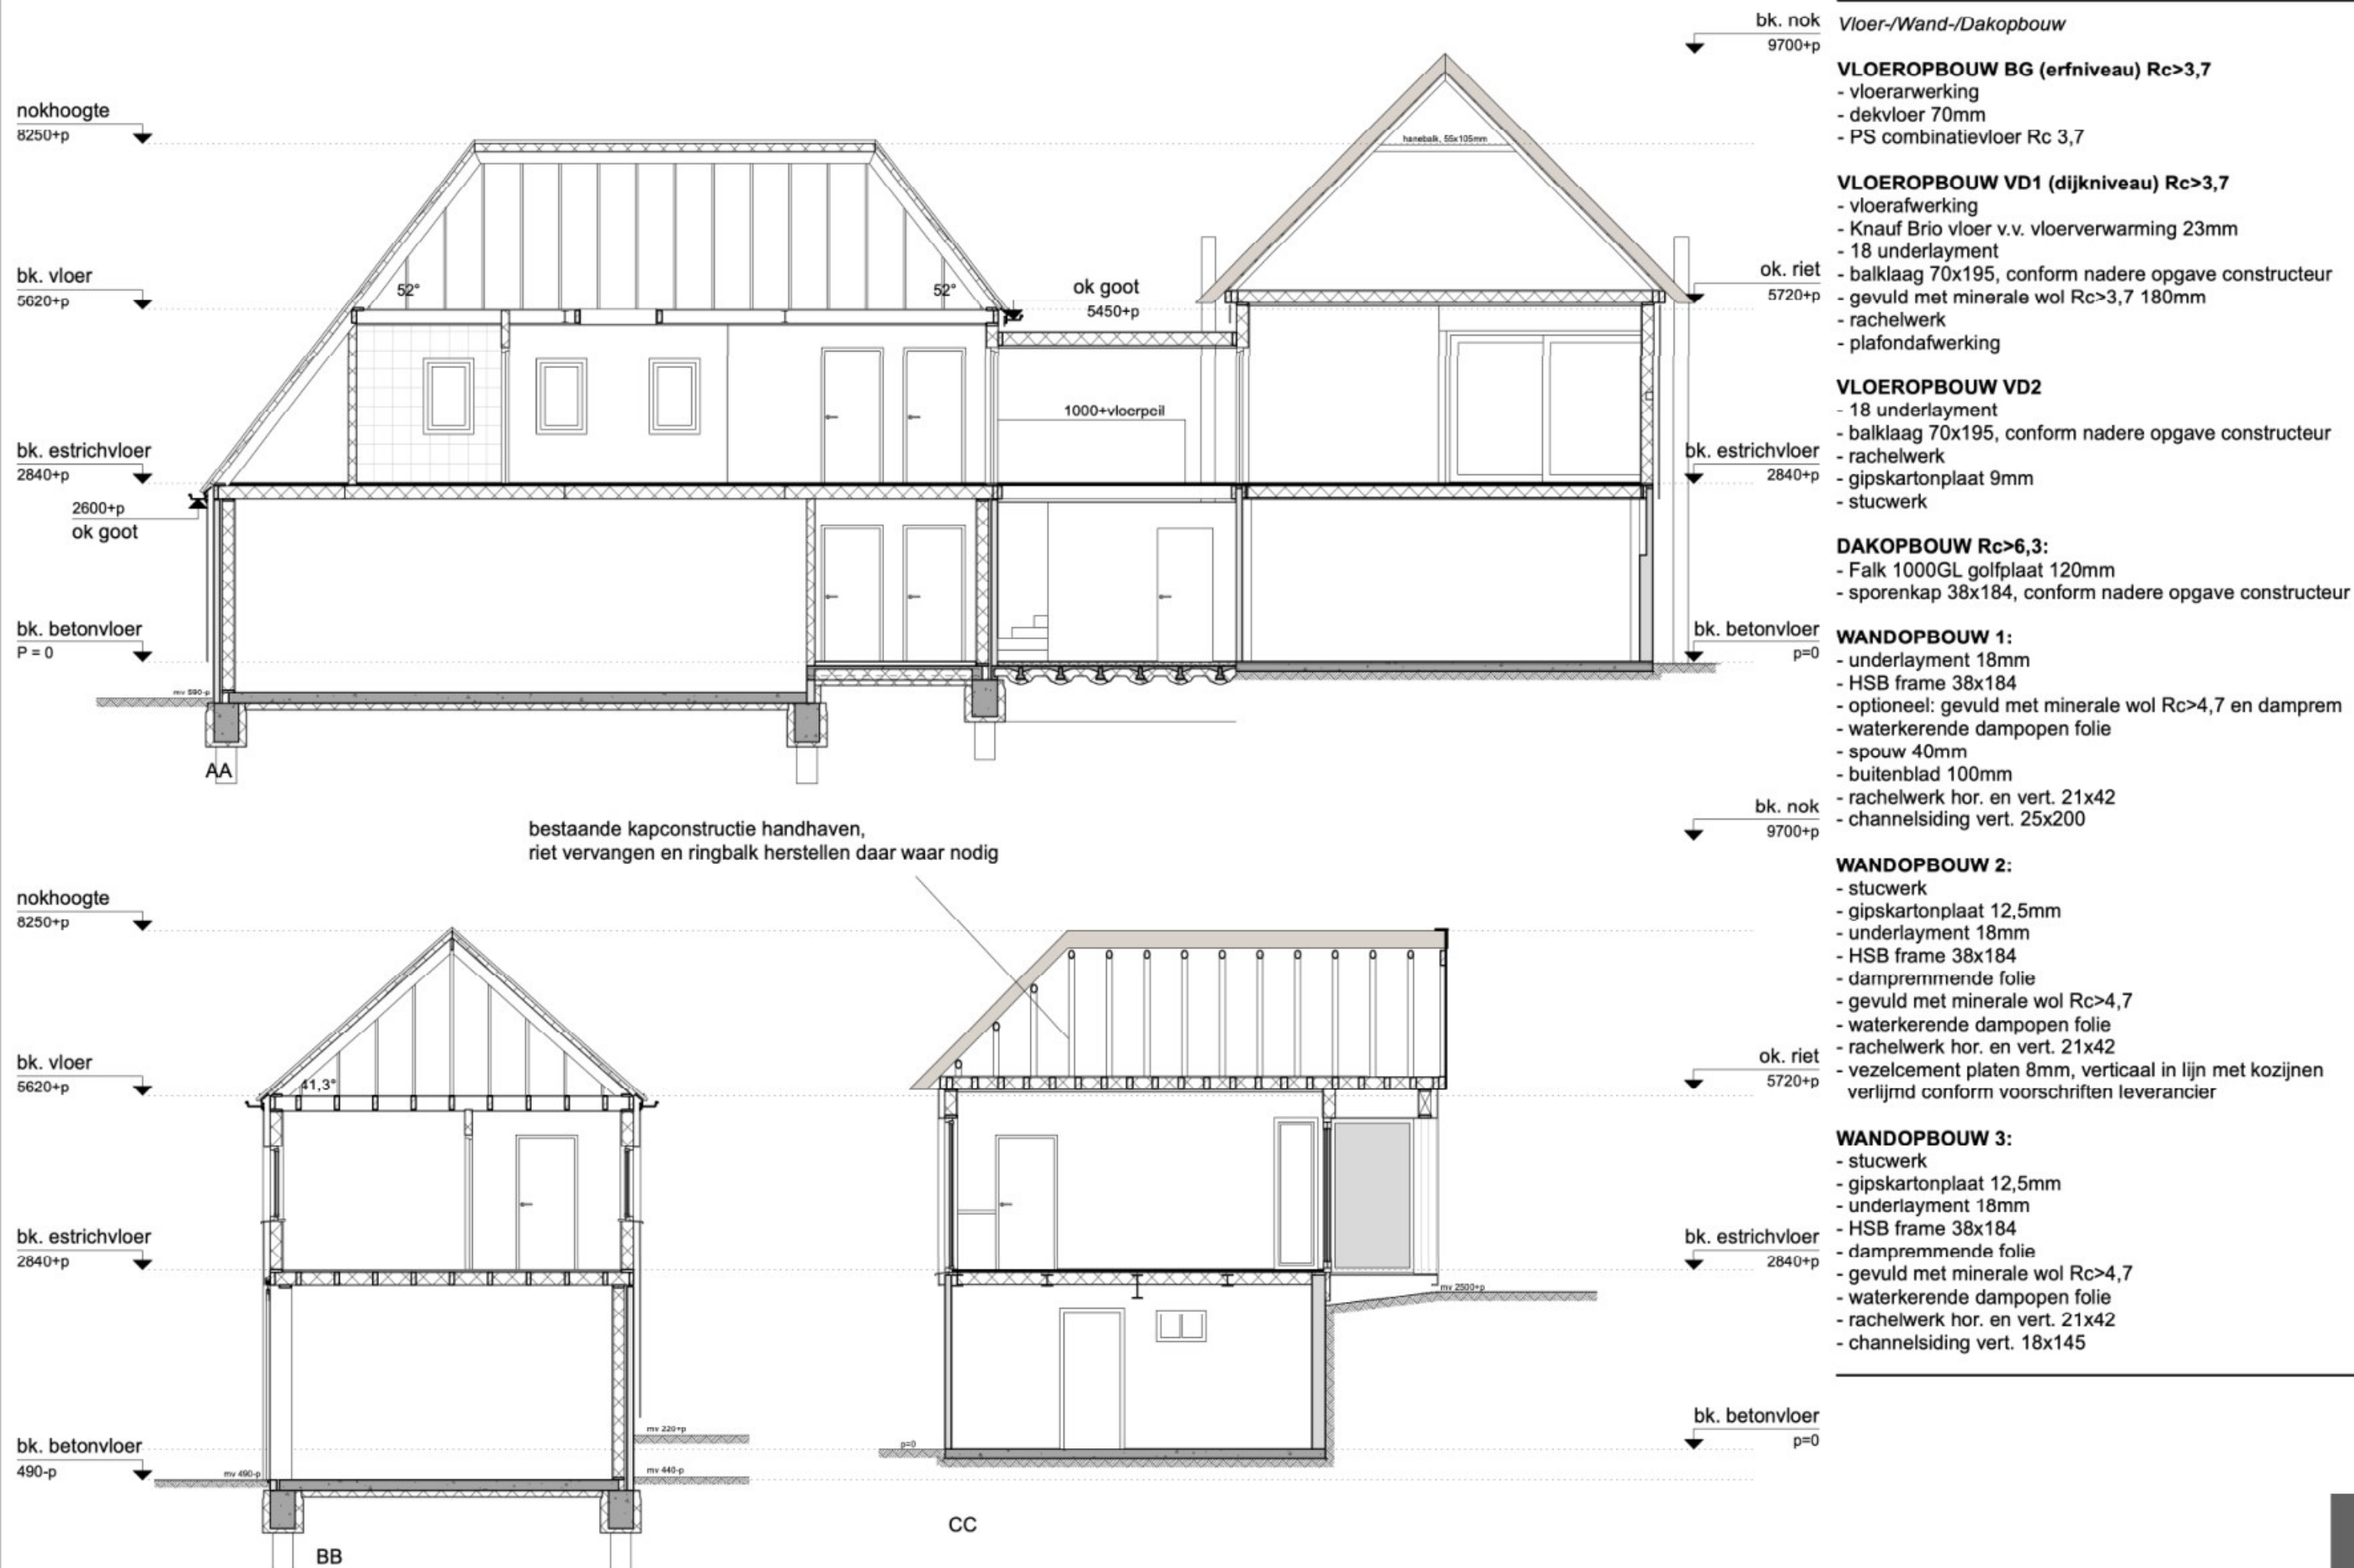 bk. nok
9700+p
nokhoogte
8250+p
hanebalk, 55x105mm
bk. vloer
5620+p
52°
52°
ok goot
5450+p
ok. riet
5720+p
1000+vloerpeil
bk. estrichvloer
2840+p
bk. estrichvloer
2840+p
2600+p
ok goot
bk. betonvloer
P = 0
bk. betonvloer
p=0
mv 590-p
AA
bestaande kapconstructie handhaven,
riet vervangen en ringbalk herstellen daar waar nodig
bk. nok
9700+p
nokhoogte
8250+p
bk. vloer
5620+p
41,3°
ok. riet
5720+p
bk. estrichvloer
2840+p
bk. estrichvloer
2840+p
mv 2500+p
mv 220+p
bk. betonvloer
490-p
mv 490-p
mv 440-p
p=0
bk. betonvloer
p=0
BB
CC
Vloer-/Wand-/Dakopbouw
VLOEROPBOUW BG (erfniveau) Rc>3,7
- vloerarwerking
- dekvloer 70mm
- PS combinatievloer Rc 3,7
VLOEROPBOUW VD1 (dijkniveau) Rc>3,7
- vloerafwerking
- Knauf Brio vloer v.v. vloerverwarming 23mm
- 18 underlayment
- balklaag 70x195, conform nadere opgave constructeur
- gevuld met minerale wol Rc>3,7 180mm
- rachelwerk
- plafondafwerking
VLOEROPBOUW VD2
- 18 underlayment
- balklaag 70x195, conform nadere opgave constructeur
- rachelwerk
- gipskartonplaat 9mm
- stucwerk
DAKOPBOUW Rc>6,3:
- Falk 1000GL golfplaat 120mm
- sporenkap 38x184, conform nadere opgave constructeur
WANDOPBOUW 1:
- underlayment 18mm
- HSB frame 38x184
- optioneel: gevuld met minerale wol Rc>4,7 en damprem
- waterkerende dampopen folie
- spouw 40mm
- buitenblad 100mm
- rachelwerk hor. en vert. 21x42
- channelsiding vert. 25x200
WANDOPBOUW 2:
- stucwerk
- gipskartonplaat 12,5mm
- underlayment 18mm
- HSB frame 38x184
- dampremmende folie
- gevuld met minerale wol Rc>4,7
- waterkerende dampopen folie
- rachelwerk hor. en vert. 21x42
- vezelcement platen 8mm, verticaal in lijn met kozijnen
verlijmd conform voorschriften leverancier
WANDOPBOUW 3:
- stucwerk
- gipskartonplaat 12,5mm
- underlayment 18mm
- HSB frame 38x184
- dampremmende folie
- gevuld met minerale wol Rc>4,7
- waterkerende dampopen folie
- rachelwerk hor. en vert. 21x42
- channelsiding vert. 18x145